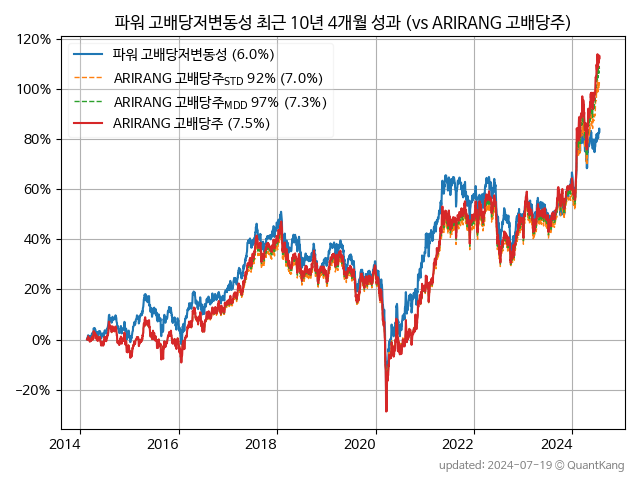 파워 고배당저변동성 최근 10년 4개월 성과 (vs ARIRANG 고배당주)
120%
100%
80%
60%
40%
20%
0%
−20%
파워 고배당저변동성 (6.0%)
ARIRANG 고배당주STD 92% (7.0%)
ARIRANG 고배당주MDD 97% (7.3%)
ARIRANG 고배당주 (7.5%)
2014 2016 2018 2020 2022 2024
updated: 2024-07-19 © QuantKang